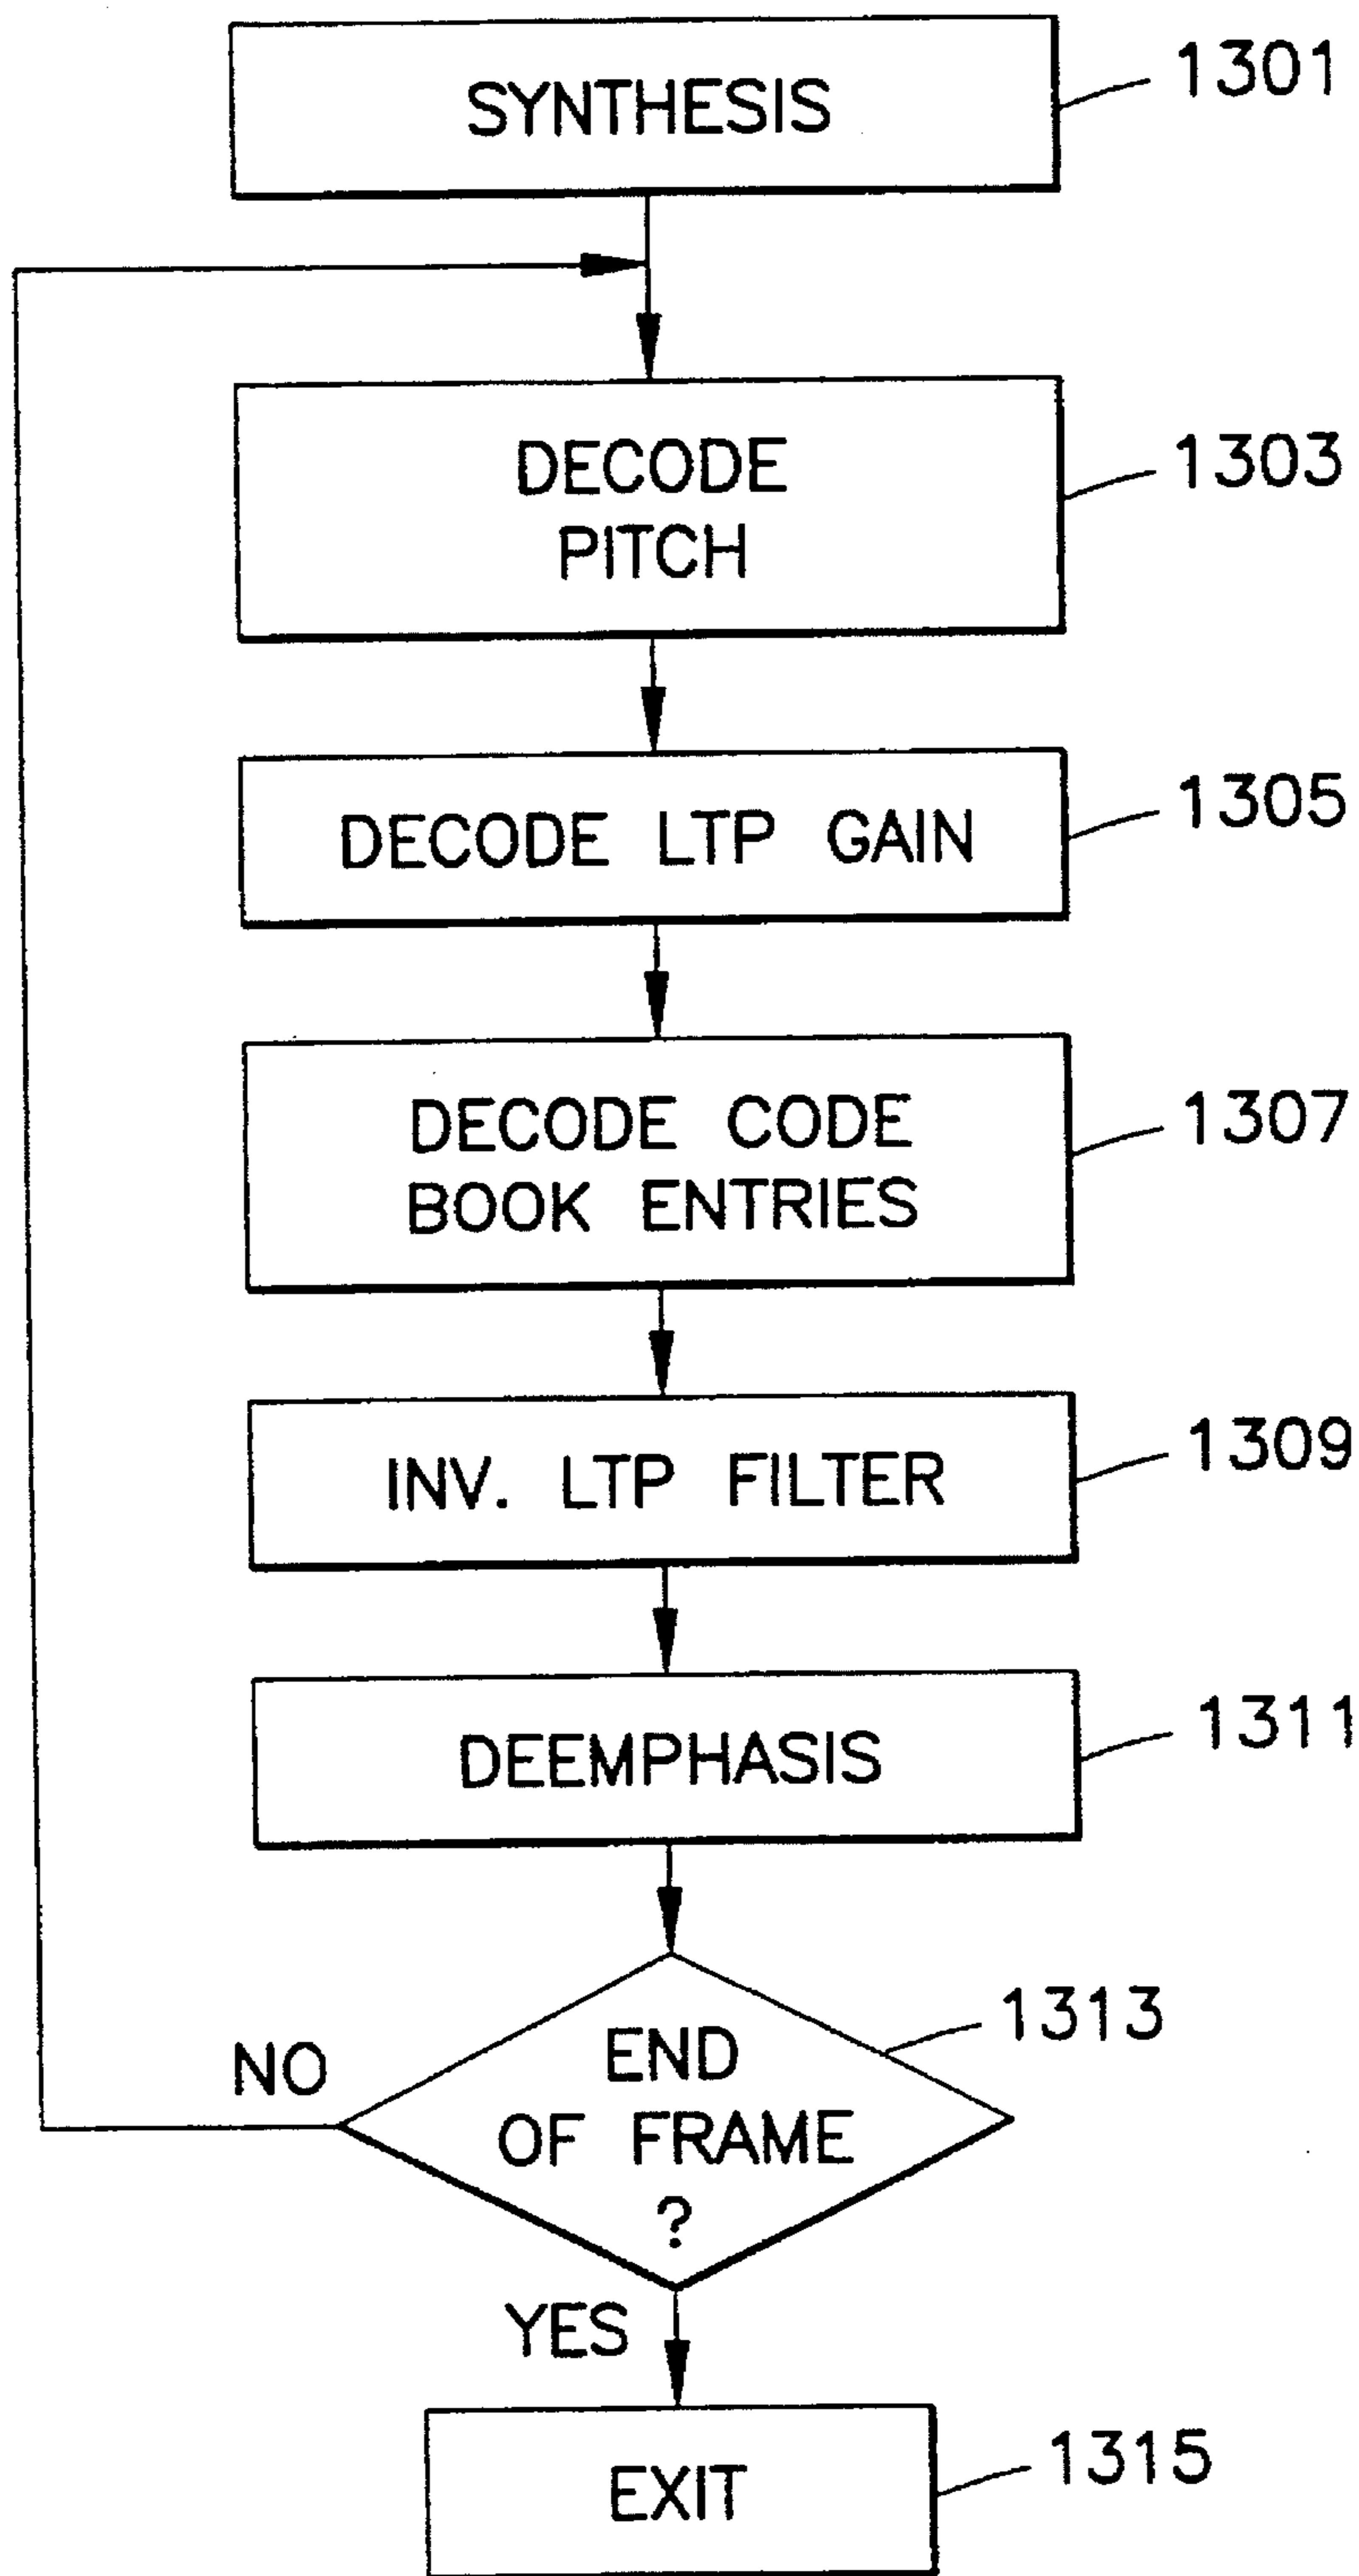 SYNTHESIS
1301
DECODE
PITCH
1303
DECODE LTP GAIN
1305
DECODE CODE
BOOK ENTRIES
1307
INV. LTP FILTER
1309
DEEMPHASIS
1311
END
OF FRAME
?
1313
NO
YES
EXIT
1315